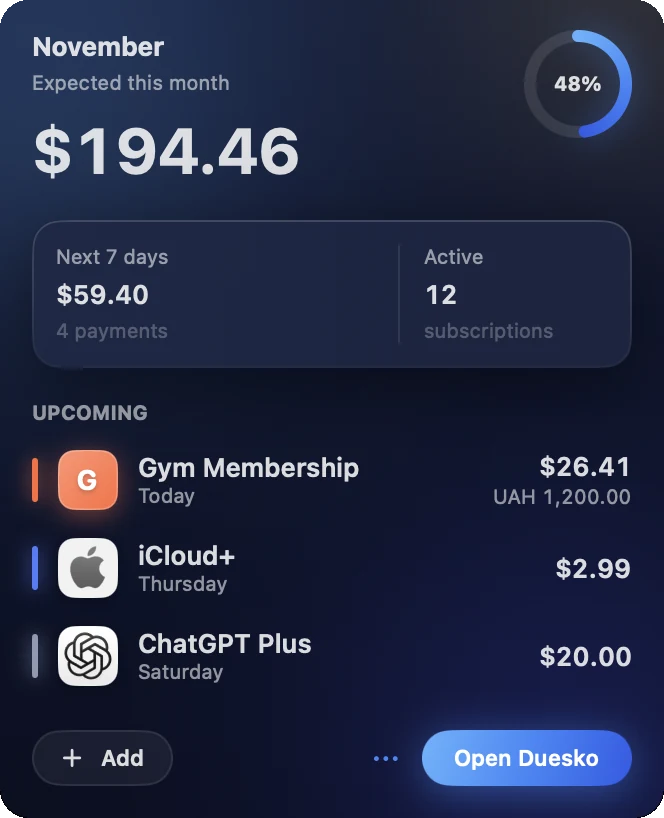 November
Expected this month
$194.46
48%
Next 7 days
$59.40
4 payments
Active
12
subscriptions
UPCOMING
G
Gym Membership
Today
$26.41
UAH 1,200.00
iCloud+
Thursday
$2.99
ChatGPT Plus
Saturday
$20.00
+ Add
...
Open Duesko